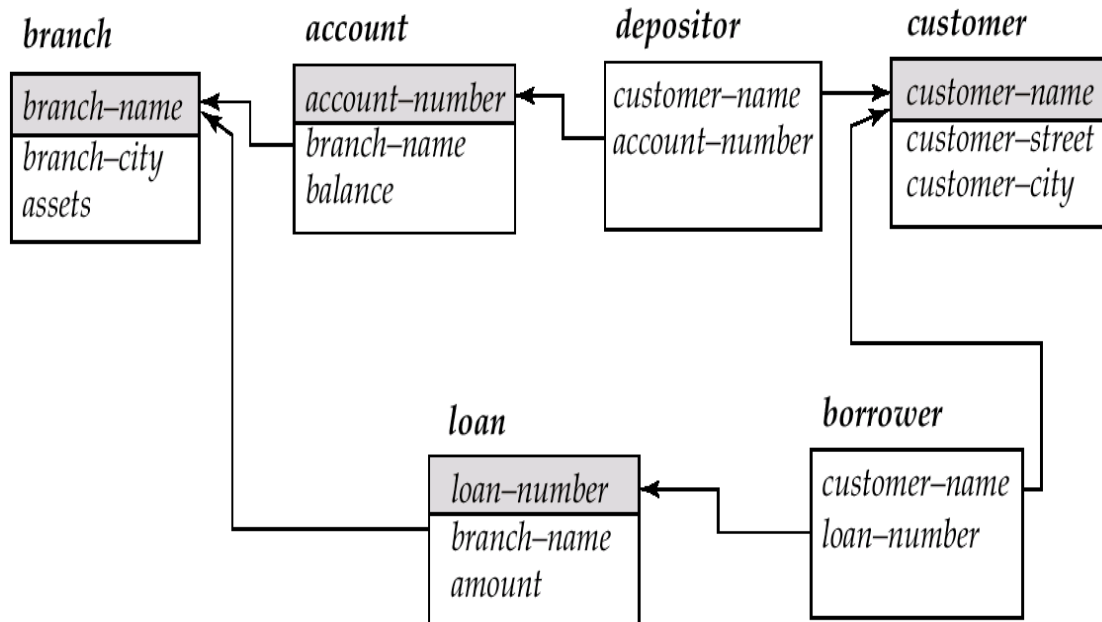 branch
branch–name
branch–city
assets
account
account–number
branch–name
balance
depositor
customer–name
account–number
customer
customer–name
customer–street
customer–city
loan
loan–number
branch–name
amount
borrower
customer–name
loan–number